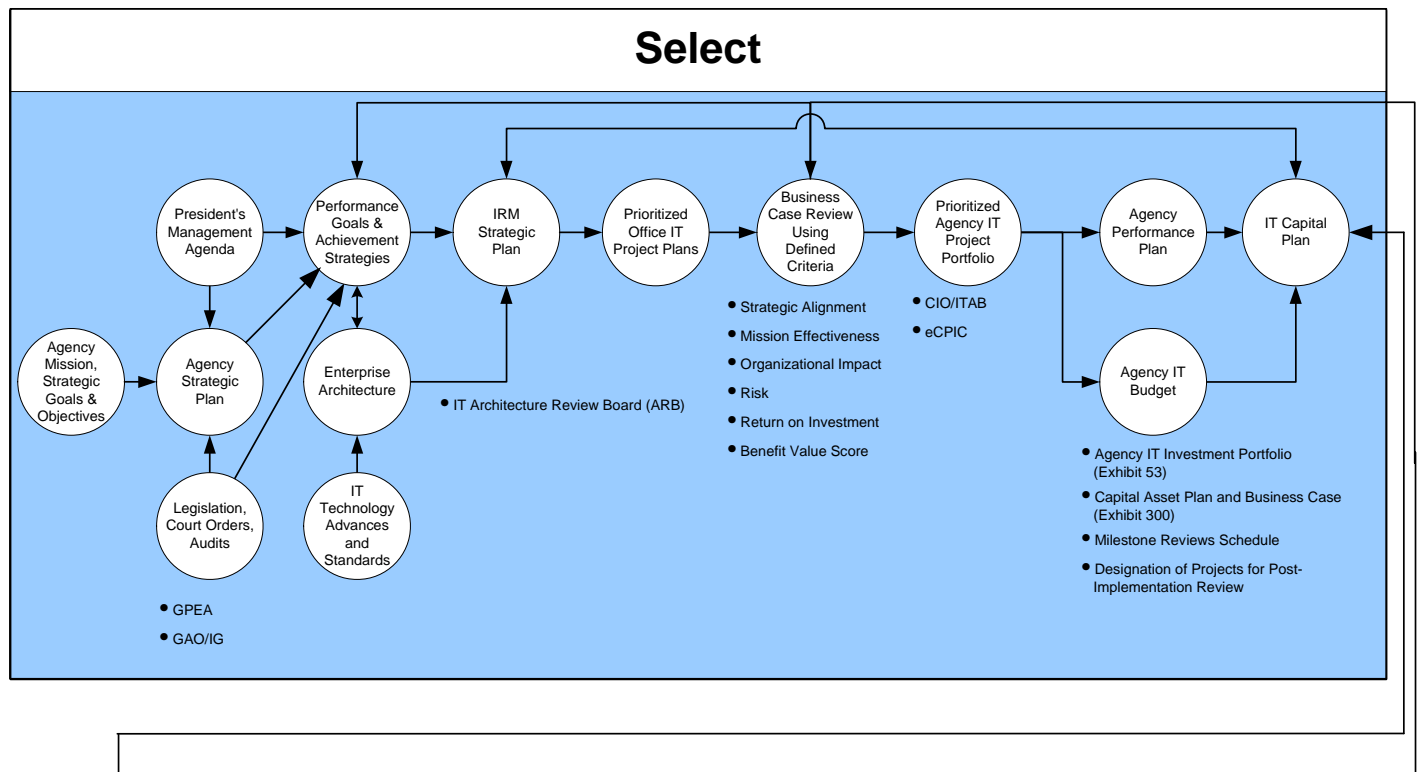 Select
President's
Management
Agenda
Performance
Goals &
Achievement
Strategies
IRM
Strategic
Plan
Prioritized
Office IT
Project Plans
Business
Case Review
Using
Defined
Criteria
Prioritized
Agency IT
Project
Portfolio
Agency
Performance
Plan
IT Capital
Plan
Agency
Mission,
Strategic
Goals &
Objectives
Agency
Strategic
Plan
Enterprise
Architecture
• IT Architecture Review Board (ARB)
• Strategic Alignment
• Mission Effectiveness
• Organizational Impact
• Risk
• Return on Investment
• Benefit Value Score
• CIO/ITAB
• eCPIC
Agency IT
Budget
• Agency IT Investment Portfolio
(Exhibit 53)
• Capital Asset Plan and Business Case
(Exhibit 300)
• Milestone Reviews Schedule
• Designation of Projects for Post-
Implementation Review
Legislation,
Court Orders,
Audits
IT
Technology
Advances
and
Standards
• GPEA
• GAO/IG